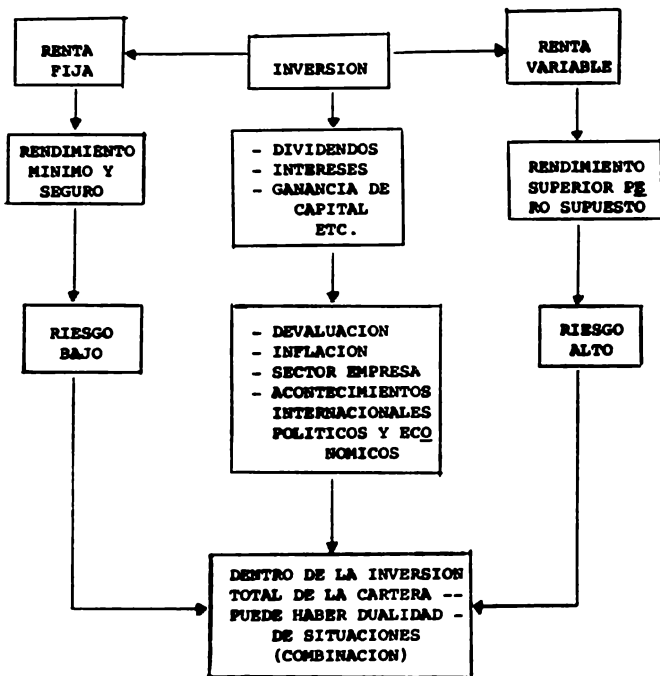 RENTA
FIJA
INVERSION
RENTA
VARIABLE
RENDIMIENTO
MINIMO Y
SEGURO
- DIVIDENDOS
- INTERESES
- GANANCIA DE
CAPITAL
ETC.
RENDIMIENTO
SUPERIOR PE
RO SUPUESTO
RIESGO
BAJO
- DEVALUACION
- INFLACION
- SECTOR EMPRESA
- ACONTECIMIENTOS
INTERNACIONALES
POLITICOS Y ECO
NOMICOS
RIESGO
ALTO
DENTRO DE LA INVERSION
TOTAL DE LA CARTERA --
PUEDE HABER DUALIDAD -
DE SITUACIONES
(COMBINACION)